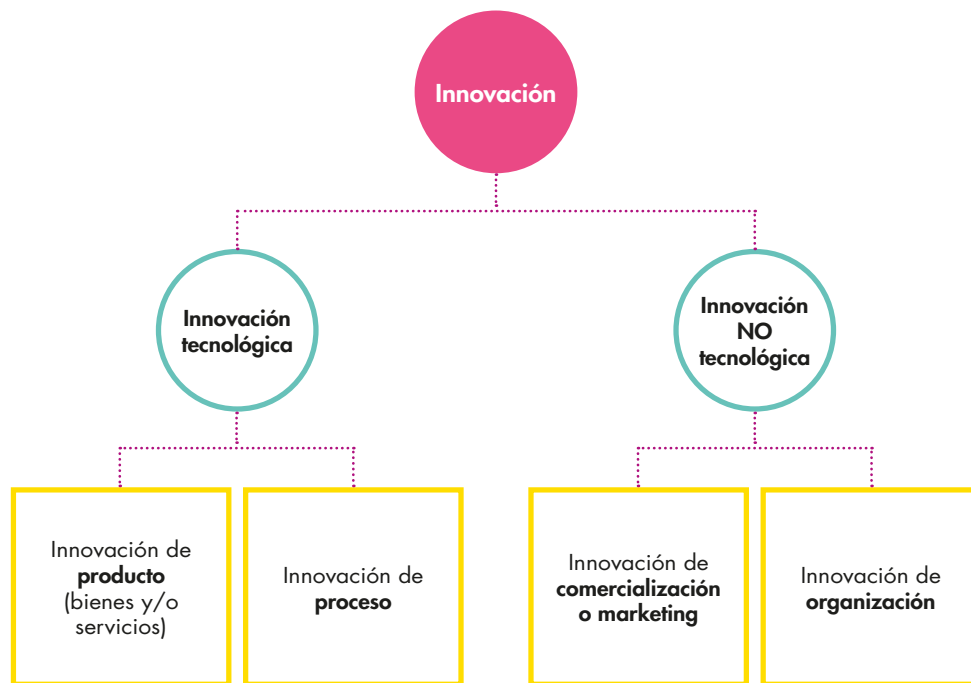 Innovación
Innovación
tecnológica
Innovación
NO
tecnológica
Innovación de
producto
(bienes y/o
servicios)
Innovación de
proceso
Innovación de
comercialización
o marketing
Innovación de
organización